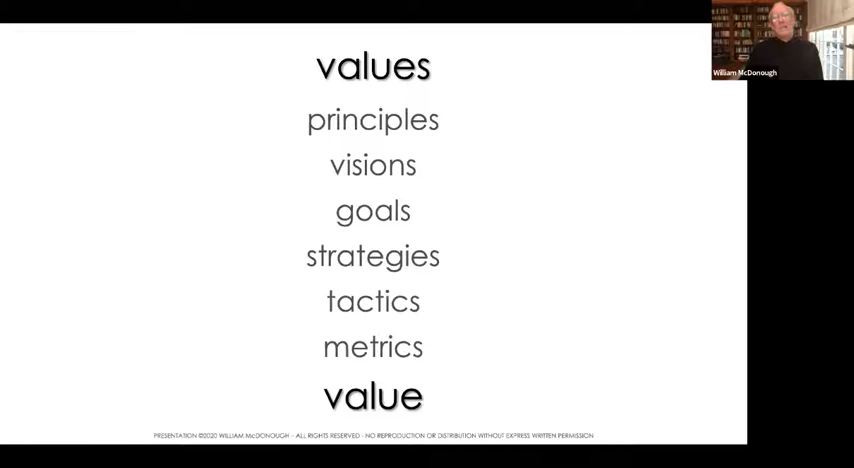 values
William McDonough
principles
visions
goals
strategies
tactics
metrics
value
PRESENTATION ©2020 WILLIAM McDONOUGH - ALL RIGHTS RESERVED - NO REPRODUCTION OR DISTRIBUTION WITHOUT EXPRESS WRITTEN PERMISSION